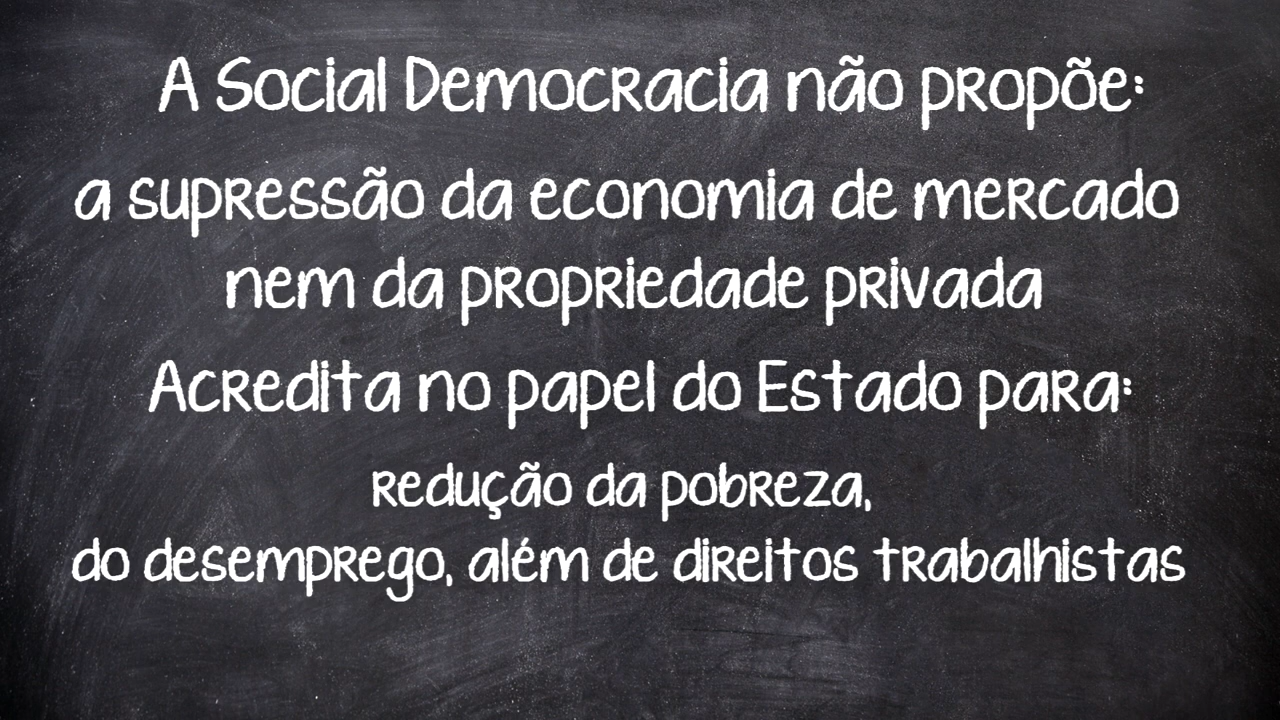 A Social Democracia não propõe:
a supressão da economia de mercado
nem da propriedade privada
Acredita no papel do Estado para:
redução da pobreza,
do desemprego, além de direitos trabalhistas